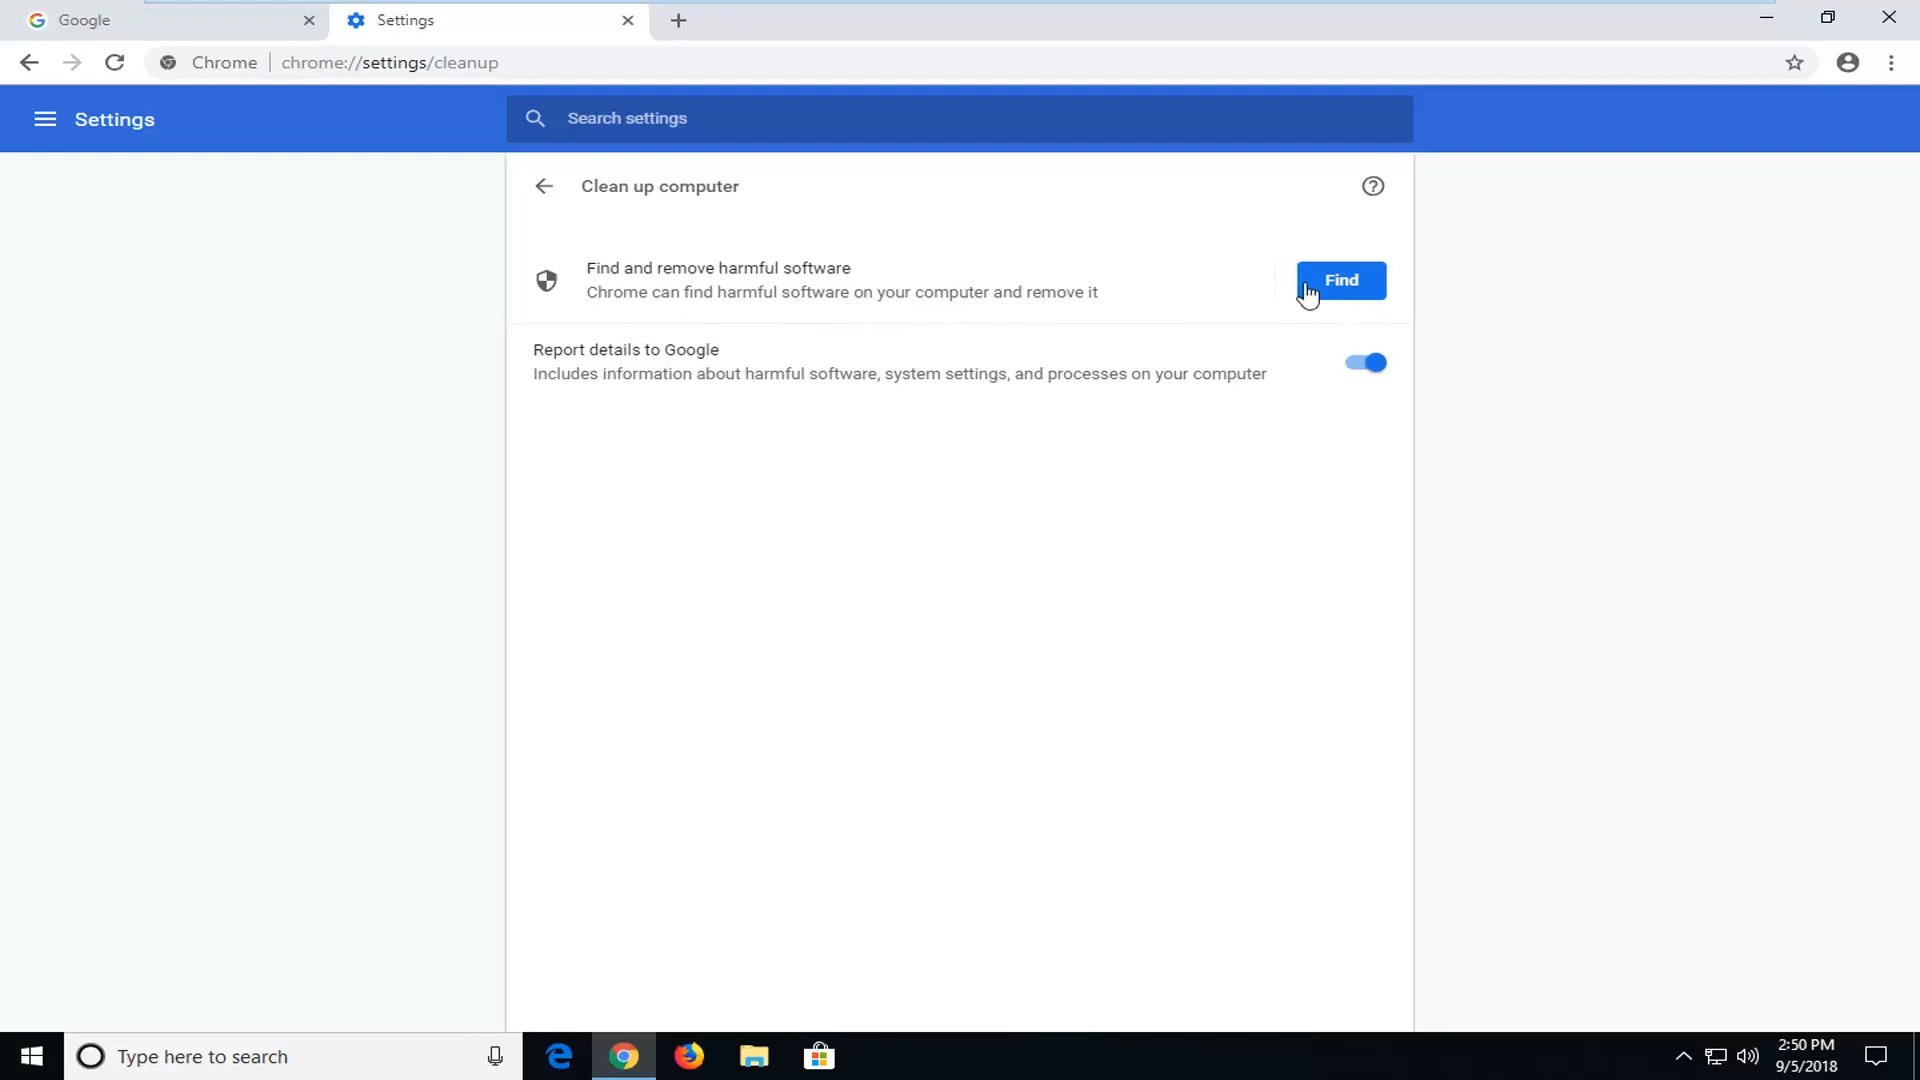 Google
Settings
Chrome
chrome://settings/cleanup
Settings
Search settings
Clean up computer
Find and remove harmful software
Chrome can find harmful software on your computer and remove it
Find
Report details to Google
Includes information about harmful software, system settings, and processes on your computer
Type here to search
2:50 PM
9/5/2018